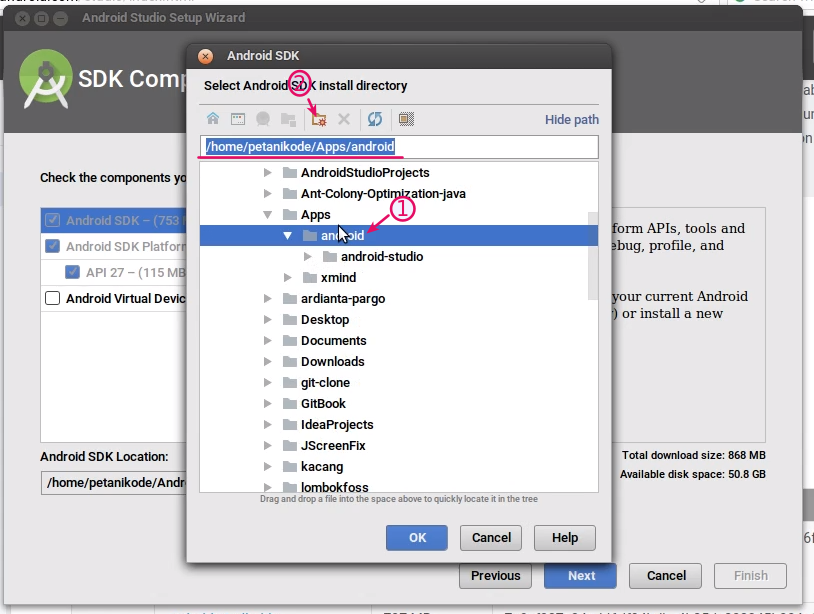 Android Studio Setup Wizard
SDK Comp
Check the components yo
Android SDK – (753 M
Android SDK Platform
API 27 – (115 MB
Android Virtual Devic
Android SDK Location:
/home/petanikode/Andr
form APIs, tools and
ebug, profile, and
your current Android
) or install a new
Total download size: 868 MB
Available disk space: 50.8 GB
Previous
Next
Cancel
Finish
Android SDK
Select Android SDK install directory
2
Hide path
/home/petanikode/Apps/android
AndroidStudioProjects
Ant-Colony-Optimization-java
Apps
1
android
android-studio
xmind
ardianta-pargo
Desktop
Documents
Downloads
git-clone
GitBook
IdeaProjects
JScreenFix
kacang
lombokfoss
Drag and drop a file into the space above to quickly locate it in the tree
OK
Cancel
Help